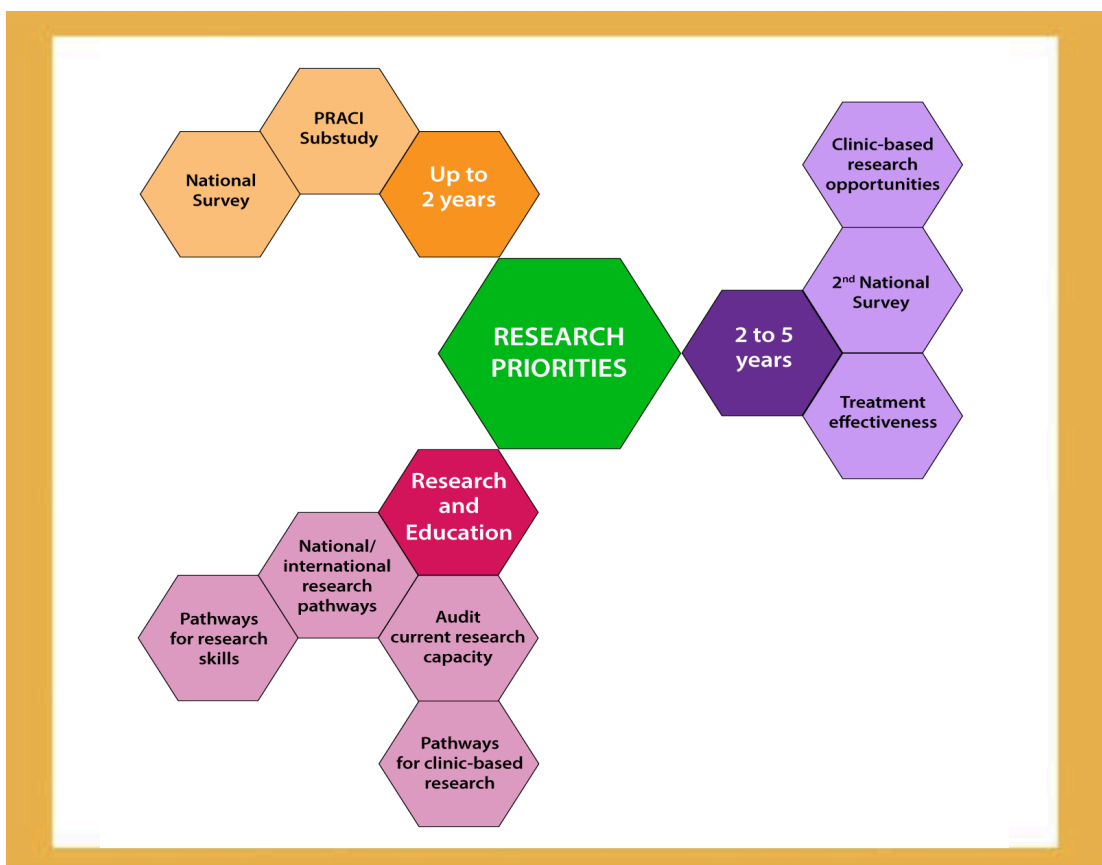 PRACI
Substudy
National
Survey
Up to
2 years
Clinic-based
research
opportunities
2nd National
Survey
RESEARCH
PRIORITIES
2 to 5
years
Treatment
effectiveness
Research
and
Education
National/
international
research
pathways
Pathways
for research
skills
Audit
current research
capacity
Pathways
for clinic-based
research